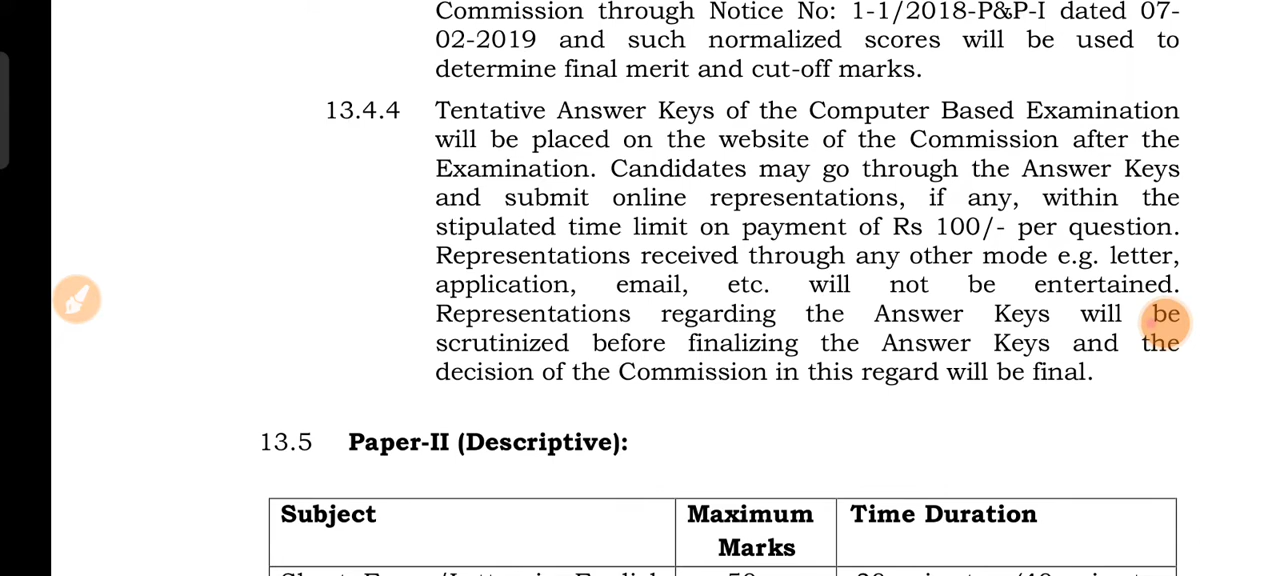 Commission through Notice No: 1-1/2018-P&P-I dated 07-
02-2019 and such normalized scores will be used to
determine final merit and cut-off marks.
13.4.4 Tentative Answer Keys of the Computer Based Examination
will be placed on the website of the Commission after the
Examination. Candidates may go through the Answer Keys
and submit online representations, if any, within the
stipulated time limit on payment of Rs 100/- per question.
Representations received through any other mode e.g. letter,
application, email, etc. will not be entertained.
Representations regarding the Answer Keys will be
scrutinized before finalizing the Answer Keys and the
decision of the Commission in this regard will be final.
13.5 Paper-II (Descriptive):
Subject Maximum Time Duration
Marks